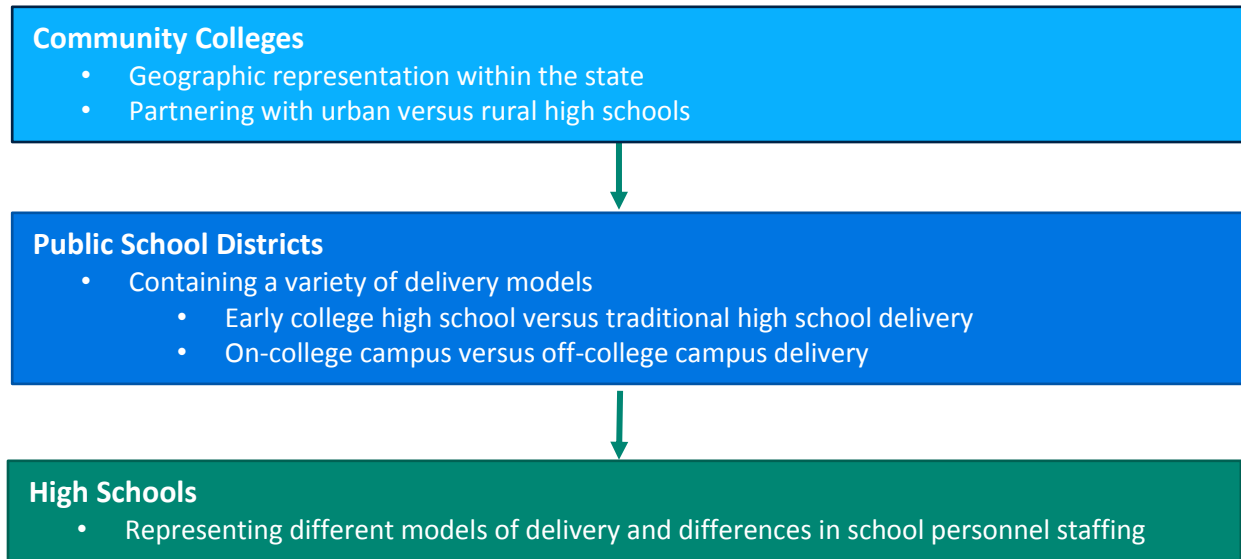 Community Colleges
• Geographic representation within the state
• Partnering with urban versus rural high schools
Public School Districts
• Containing a variety of delivery models
• Early college high school versus traditional high school delivery
• On-college campus versus off-college campus delivery
High Schools
• Representing different models of delivery and differences in school personnel staffing